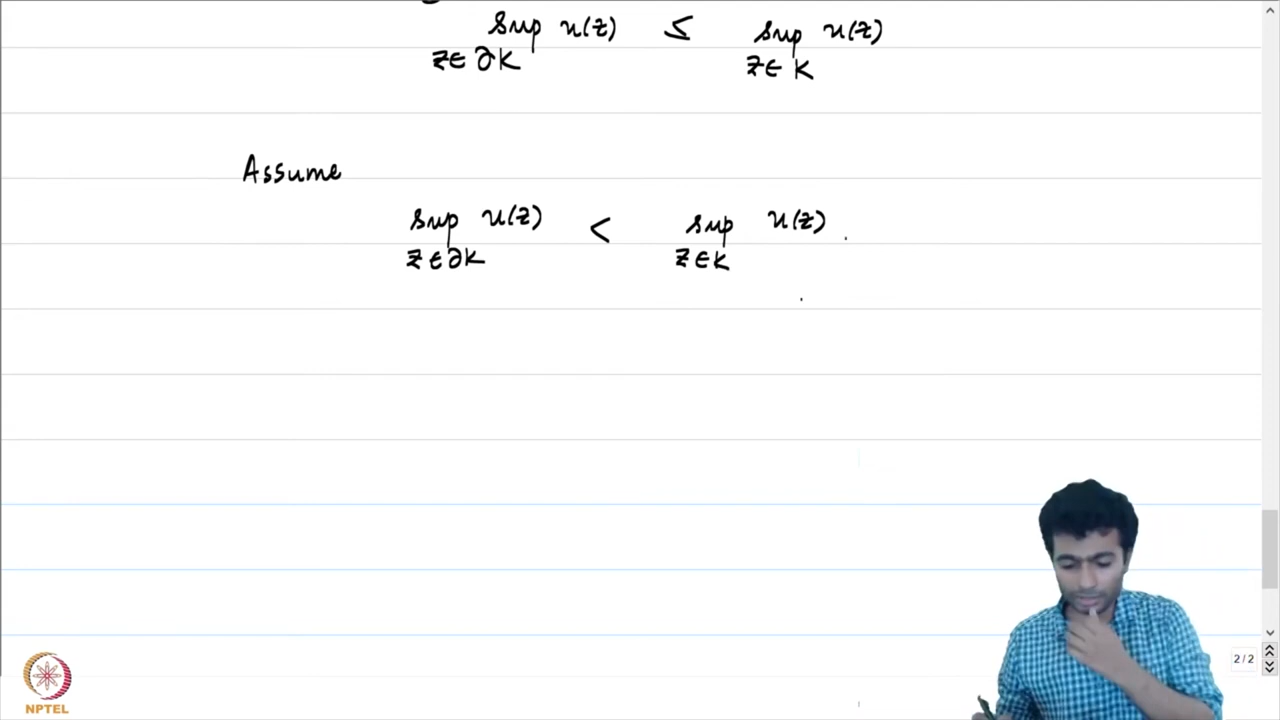 sup u(z) ≤ sup u(z)
z∈ ∂K z∈ K
Assume
sup u(z) < sup u(z).
z∈∂K z∈K
2 / 2
NPTEL